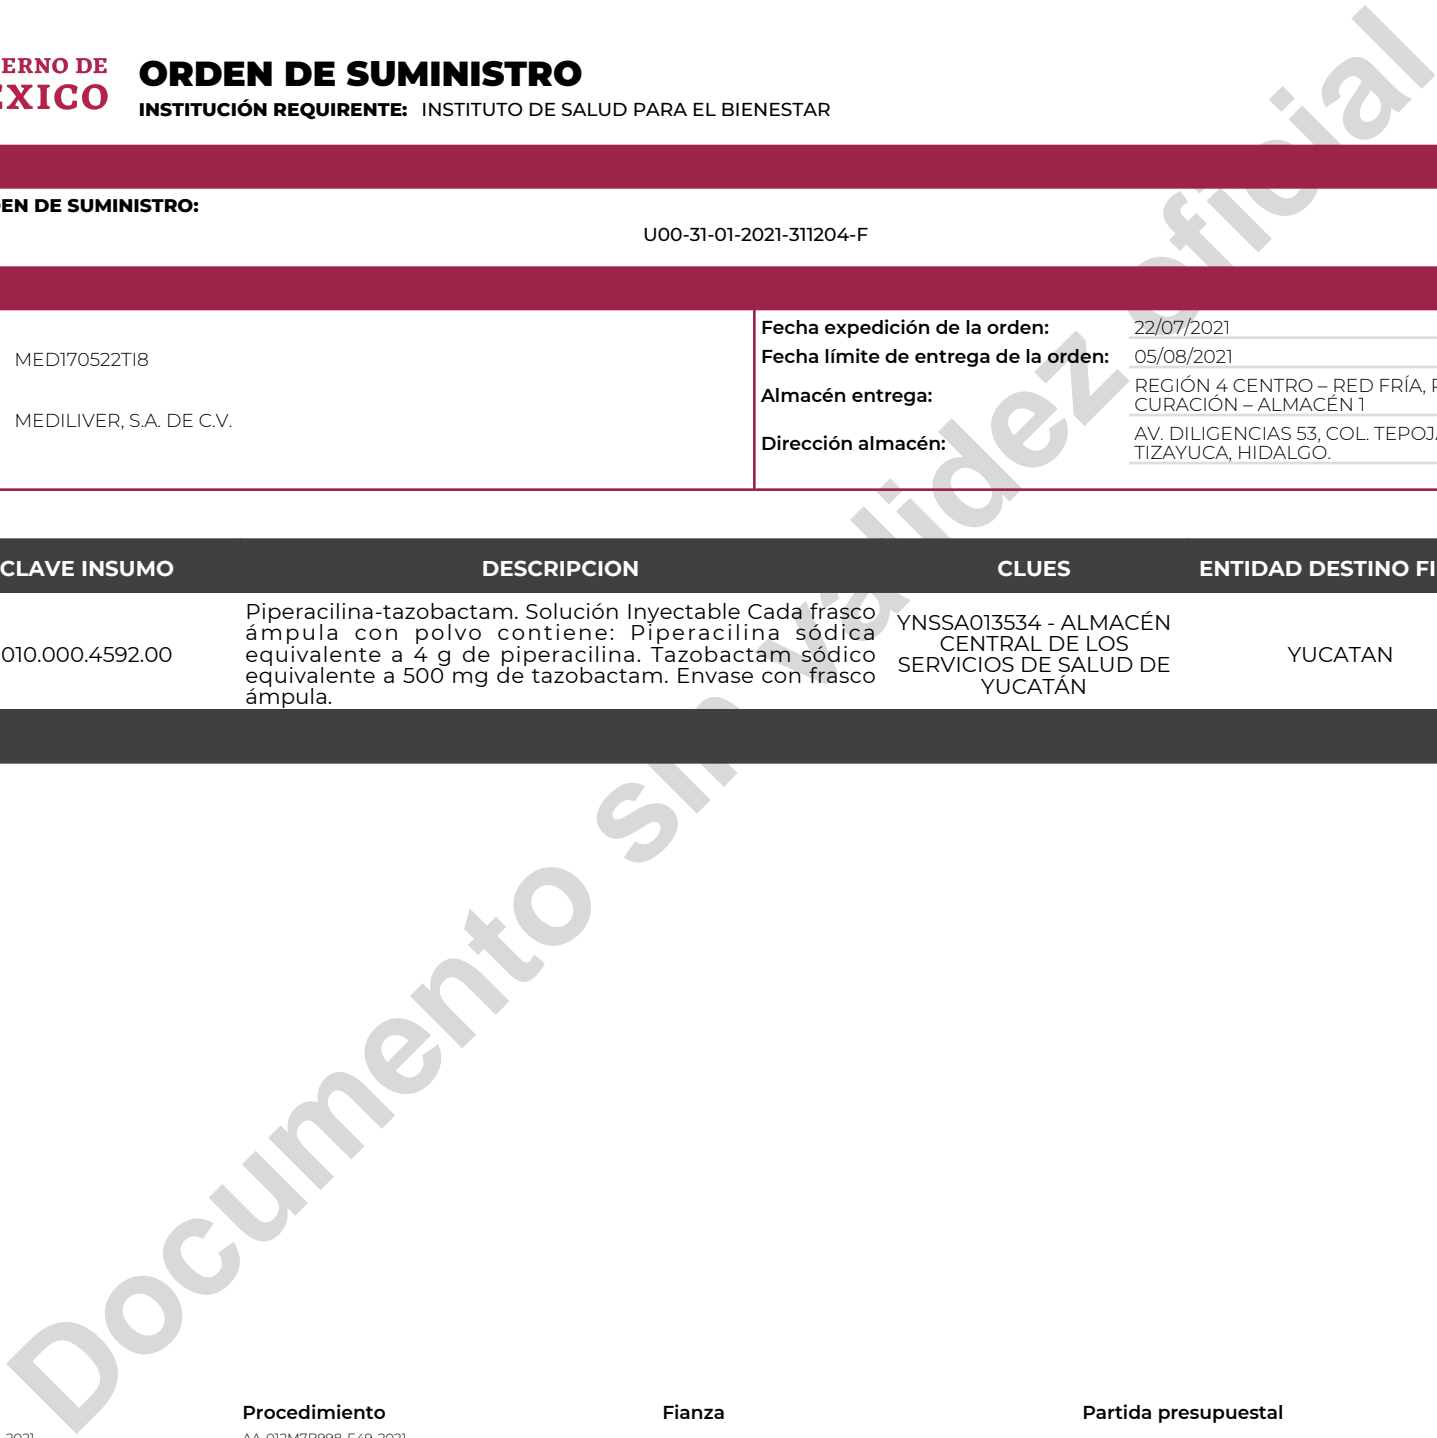 ERNO DE
EXICO
ORDEN DE SUMINISTRO
INSTITUCIÓN REQUIRENTE: INSTITUTO DE SALUD PARA EL BIENESTAR
EN DE SUMINISTRO:
U00-31-01-2021-311204-F
MED170522TI8
MEDILIVER, S.A. DE C.V.
Fecha expedición de la orden: 22/07/2021
Fecha límite de entrega de la orden: 05/08/2021
Almacén entrega: REGIÓN 4 CENTRO – RED FRÍA,
CURACIÓN – ALMACÉN 1
Dirección almacén: AV. DILIGENCIAS 53, COL. TEPOJ
TIZAYUCA, HIDALGO.
CLAVE INSUMO DESCRIPCION CLUES ENTIDAD DESTINO FI
010.000.4592.00
Piperacilina-tazobactam. Solución Inyectable Cada frasco
ámpula con polvo contiene: Piperacilina sódica
equivalente a 4 g de piperacilina. Tazobactam sódico
equivalente a 500 mg de tazobactam. Envase con frasco
ámpula.
YNSSA013534 - ALMACÉN
CENTRAL DE LOS
SERVICIOS DE SALUD DE
YUCATÁN
YUCATAN
Documento sin validez oficial
Procedimiento Fianza Partida presupuestal